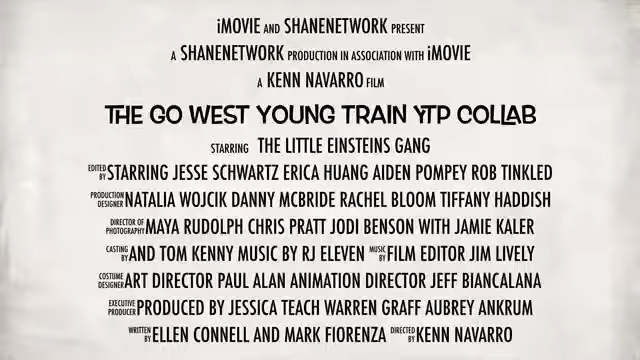 iMOVIE AND SHANENETWORK PRESENT
A SHANENETWORK PRODUCTION IN ASSOCIATION WITH iMOVIE
A KENN NAVARRO FILM
THE GO WEST YOUNG TRAIN YTP COLLAB
STARRING THE LITTLE EINSTEINS GANG
EDITED BY STARRING JESSE SCHWARTZ ERICA HUANG AIDEN POMPEY ROB TINKLED
PRODUCTION DESIGNER NATALIA WOJCIK DANNY MCBRIDE RACHEL BLOOM TIFFANY HADDISH
DIRECTOR OF PHOTOGRAPHY MAYA RUDOLPH CHRIS PRATT JODI BENSON WITH JAMIE KALER
CASTING BY AND TOM KENNY MUSIC BY RJ ELEVEN MUSIC BY FILM EDITOR JIM LIVELY
COSTUME DESIGNER ART DIRECTOR PAUL ALAN ANIMATION DIRECTOR JEFF BIANCALANA
EXECUTIVE PRODUCER PRODUCED BY JESSICA TEACH WARREN GRAFF AUBREY ANKRUM
WRITTEN BY ELLEN CONNELL AND MARK FIORENZA DIRECTED BY KENN NAVARRO